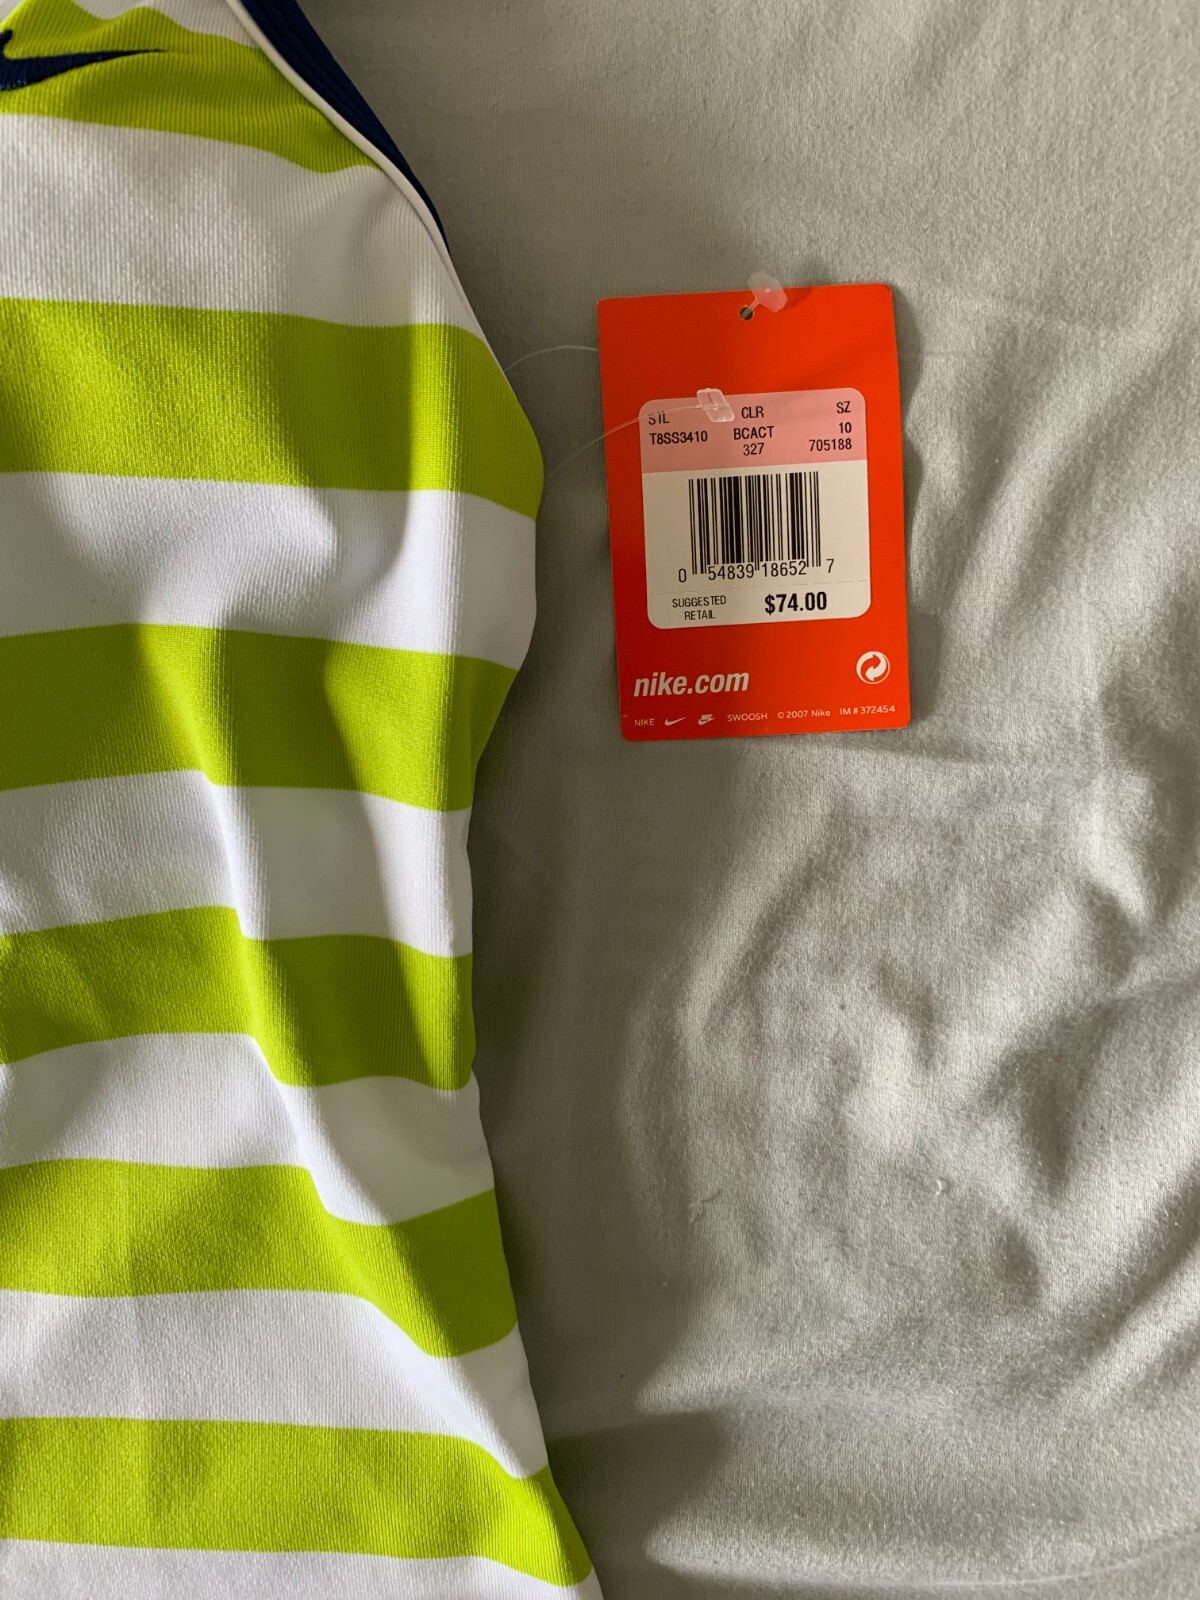 STL CLR SZ
T8SS3410 BCACT 10
327 705188
0 54839 18652 7
SUGGESTED RETAIL $74.00
nike.com
NIKE SWOOSH © 2007 Nike IM # 372454